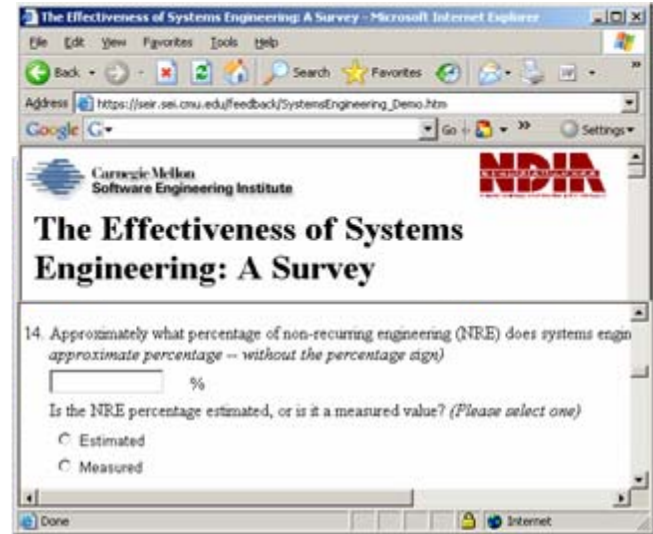 The Effectiveness of Systems Engineering: A Survey - Microsoft Internet Explorer
File Edit View Favorites Tools Help
Back Search Favorites
Address https://seir.sei.cmu.edu/feedback/SystemsEngineering_Demo.htm
Google G Go Settings
Carnegie Mellon
Software Engineering Institute
NDIA
The Effectiveness of Systems
Engineering: A Survey
14. Approximately what percentage of non-recurring engineering (NRE) does systems engin
approximate percentage -- without the percentage sign)
%
Is the NRE percentage estimated, or is it a measured value? (Please select one)
Estimated
Measured
Done Internet